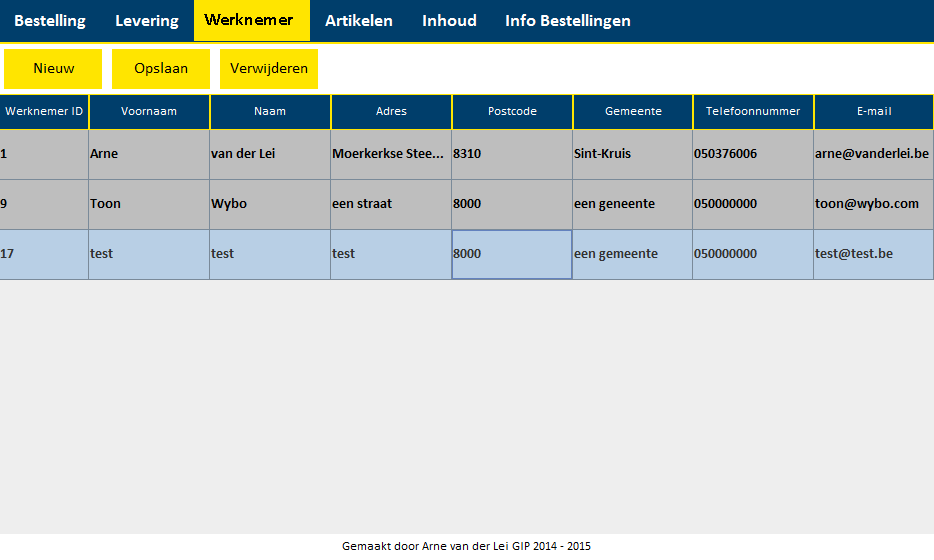 Bestelling Levering Werknemer Artikelen Inhoud Info Bestellingen
Nieuw Opslaan Verwijderen
Werknemer ID Voornaam Naam Adres Postcode Gemeente Telefoonnummer E-mail
1 Arne van der Lei Moerkerkse Stee... 8310 Sint-Kruis 050376006 arne@vanderlei.be
9 Toon Wybo een straat 8000 een geneente 050000000 toon@wybo.com
17 test test test 8000 een gemeente 050000000 test@test.be
Gemaakt door Arne van der Lei GIP 2014 - 2015